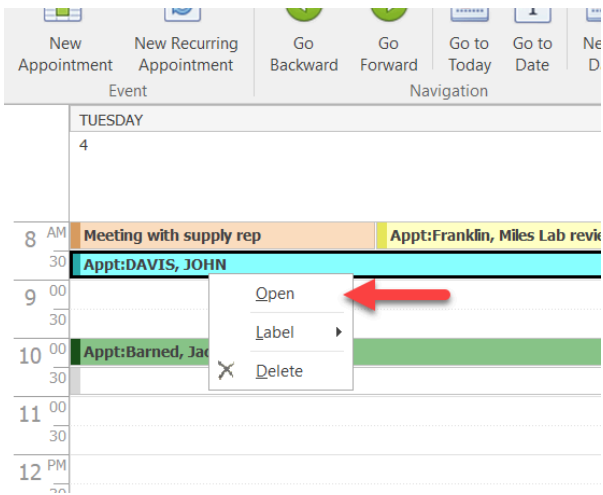 New Appointment
New Recurring Appointment
Go Backward
Go Forward
Go to Today
Go to Date
Event
Navigation
TUESDAY
4
8 AM
Meeting with supply rep
Appt:Franklin, Miles Lab
30
Appt:DAVIS, JOHN
Open
9 00
30
Label
10 00
Appt:Barned,
Delete
30
11 00
30
12 PM
30